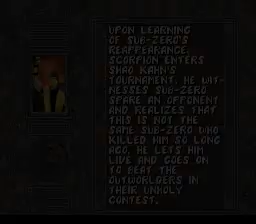 UPON LEARNING
OF SUB-ZERO'S
REAPPEARANCE,
SCORPION ENTERS
SHAO KAHN'S
TOURNAMENT. HE WIT-
NESSES SUB-ZERO
SPARE AN OPPONENT
AND REALIZES THAT
THIS IS NOT THE
SAME SUB-ZERO WHO
KILLED HIM SO LONG
AGO. HE LETS HIM
LIVE AND GOES ON
TO BEAT THE
OUTWORLDERS IN
THEIR UNHOLY
CONTEST.